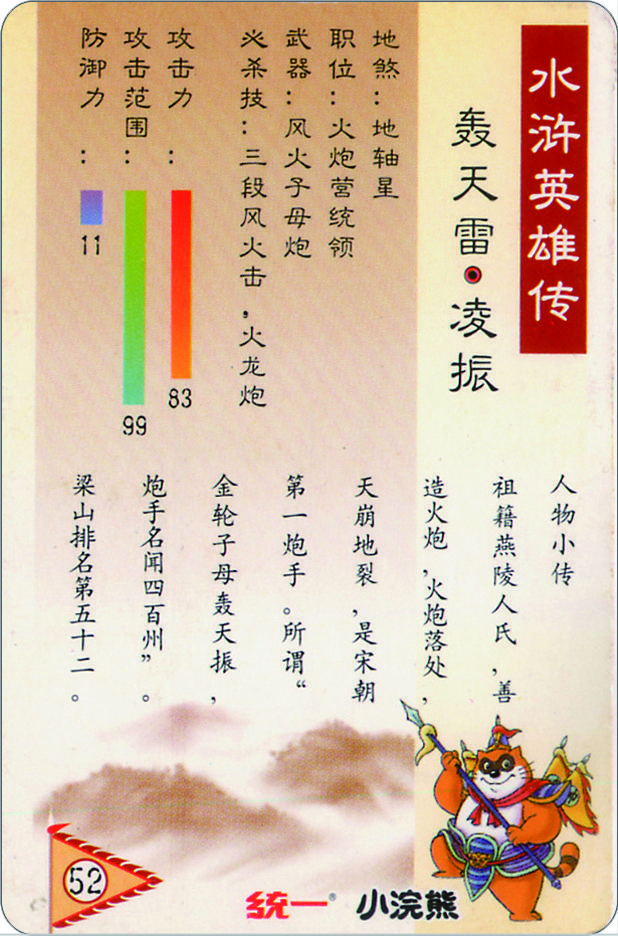 水浒英雄传
轰天雷·凌振
地煞：地轴星
职位：火炮营统领
武器：风火子母炮
必杀技：三段风火击，火龙炮
攻击力：
83
攻击范围：
99
防御力：
11
人物小传
祖籍燕陵人氏，善
造火炮，火炮落处，
天崩地裂，是宋朝
第一炮手。所谓“
金轮子母轰天振，
炮手名闻四百州”。
梁山排名第五十二。
52
统一® 小浣熊